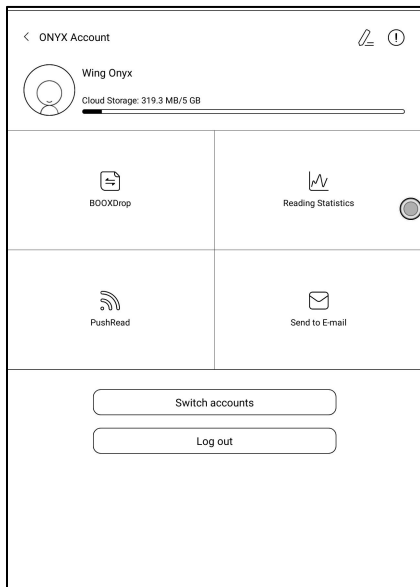 ONYX Account
Wing Onyx
Cloud Storage: 319.3 MB/5 GB
BOOXDrop
Reading Statistics
PushRead
Send to E-mail
Switch accounts
Log out